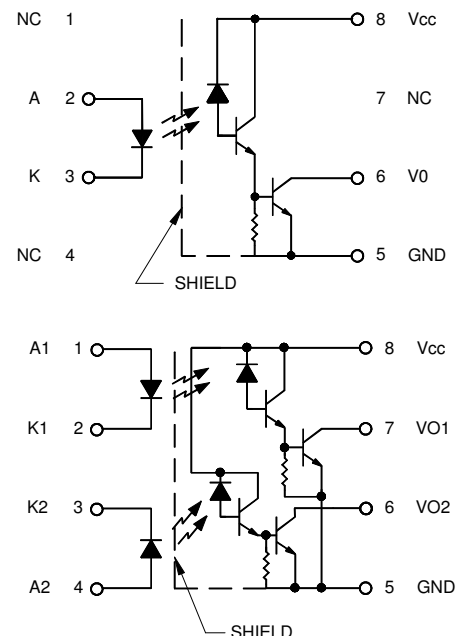 NC 1 8 Vcc
A 2 7 NC
K 3 6 V0
NC 4 5 GND
SHIELD
A1 1 8 Vcc
K1 2 7 VO1
K2 3 6 VO2
A2 4 5 GND
SHIELD